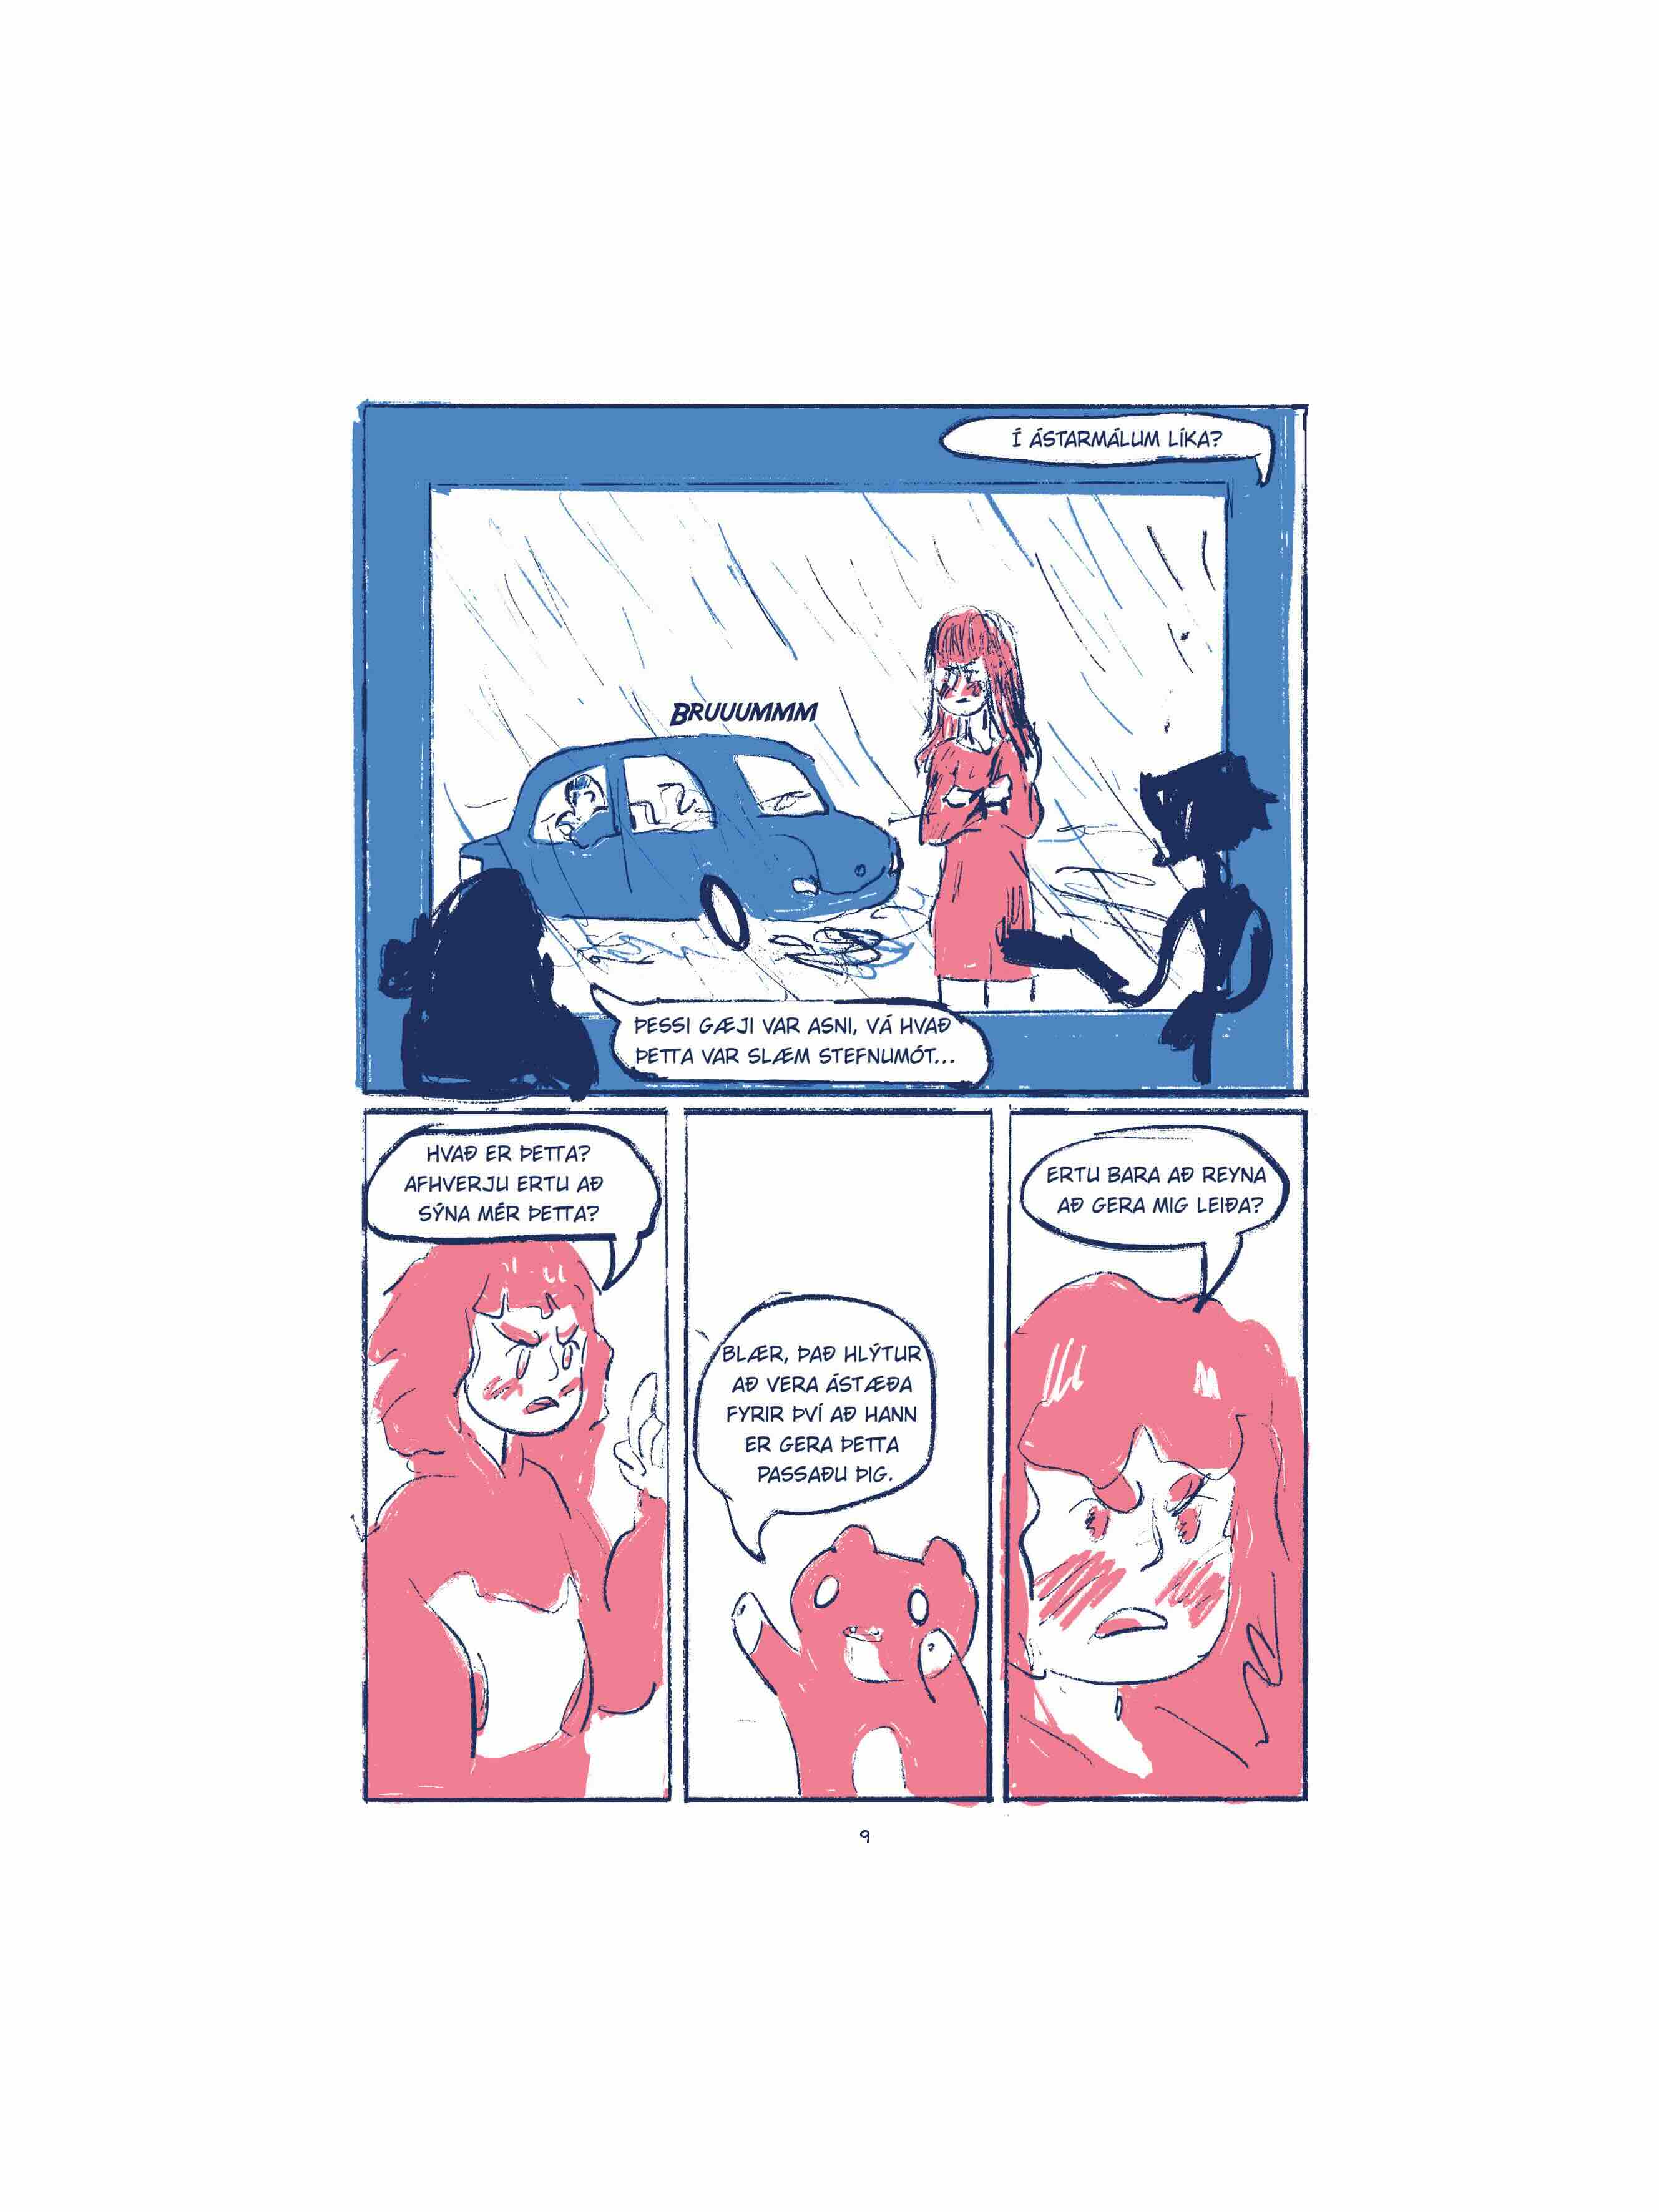 Í ÁSTARMÁLUM LÍKA?
BRUUUMMM
ÞESSI GÆJI VAR ASNI, VÁ HVAÐ
ÞETTA VAR SLÆM STEFNUMÓT...
HVAÐ ER ÞETTA?
AFHVERJU ERTU AÐ
SÝNA MÉR ÞETTA?
BLÆR, ÞAÐ HLÝTUR
AÐ VERA ÁSTÆÐA
FYRIR ÞVÍ AÐ HANN
ER GERA ÞETTA
PASSAÐU ÞIG.
ERTU BARA AÐ REYNA
AÐ GERA MIG LEIÐA?
9